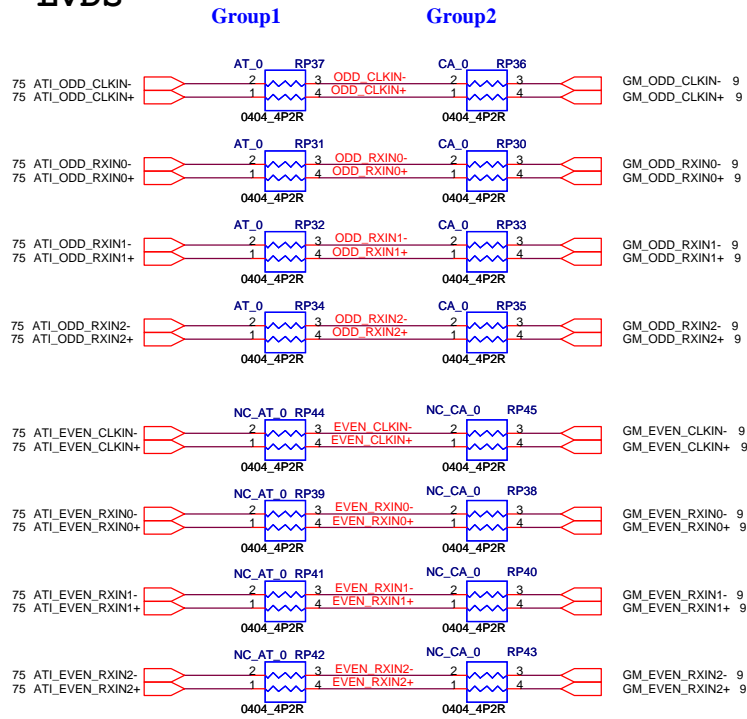 LVDS
Group1 Group2
AT_0 RP37 CA_0 RP36
75 ATI_ODD_CLKIN- 2 3 ODD_CLKIN- 2 3 GM_ODD_CLKIN- 9
75 ATI_ODD_CLKIN+ 1 4 ODD_CLKIN+ 1 4 GM_ODD_CLKIN+ 9
0404_4P2R 0404_4P2R
AT_0 RP31 CA_0 RP30
75 ATI_ODD_RXIN0- 2 3 ODD_RXIN0- 2 3 GM_ODD_RXIN0- 9
75 ATI_ODD_RXIN0+ 1 4 ODD_RXIN0+ 1 4 GM_ODD_RXIN0+ 9
0404_4P2R 0404_4P2R
AT_0 RP32 CA_0 RP33
75 ATI_ODD_RXIN1- 2 3 ODD_RXIN1- 2 3 GM_ODD_RXIN1- 9
75 ATI_ODD_RXIN1+ 1 4 ODD_RXIN1+ 1 4 GM_ODD_RXIN1+ 9
0404_4P2R 0404_4P2R
AT_0 RP34 CA_0 RP35
75 ATI_ODD_RXIN2- 2 3 ODD_RXIN2- 2 3 GM_ODD_RXIN2- 9
75 ATI_ODD_RXIN2+ 1 4 ODD_RXIN2+ 1 4 GM_ODD_RXIN2+ 9
0404_4P2R 0404_4P2R
NC_AT_0 RP44 NC_CA_0 RP45
75 ATI_EVEN_CLKIN- 2 3 EVEN_CLKIN- 2 3 GM_EVEN_CLKIN- 9
75 ATI_EVEN_CLKIN+ 1 4 EVEN_CLKIN+ 1 4 GM_EVEN_CLKIN+ 9
0404_4P2R 0404_4P2R
NC_AT_0 RP39 NC_CA_0 RP38
75 ATI_EVEN_RXIN0- 2 3 EVEN_RXIN0- 2 3 GM_EVEN_RXIN0- 9
75 ATI_EVEN_RXIN0+ 1 4 EVEN_RXIN0+ 1 4 GM_EVEN_RXIN0+ 9
0404_4P2R 0404_4P2R
NC_AT_0 RP41 NC_CA_0 RP40
75 ATI_EVEN_RXIN1- 2 3 EVEN_RXIN1- 2 3 GM_EVEN_RXIN1- 9
75 ATI_EVEN_RXIN1+ 1 4 EVEN_RXIN1+ 1 4 GM_EVEN_RXIN1+ 9
0404_4P2R 0404_4P2R
NC_AT_0 RP42 NC_CA_0 RP43
75 ATI_EVEN_RXIN2- 2 3 EVEN_RXIN2- 2 3 GM_EVEN_RXIN2- 9
75 ATI_EVEN_RXIN2+ 1 4 EVEN_RXIN2+ 1 4 GM_EVEN_RXIN2+ 9
0404_4P2R 0404_4P2R